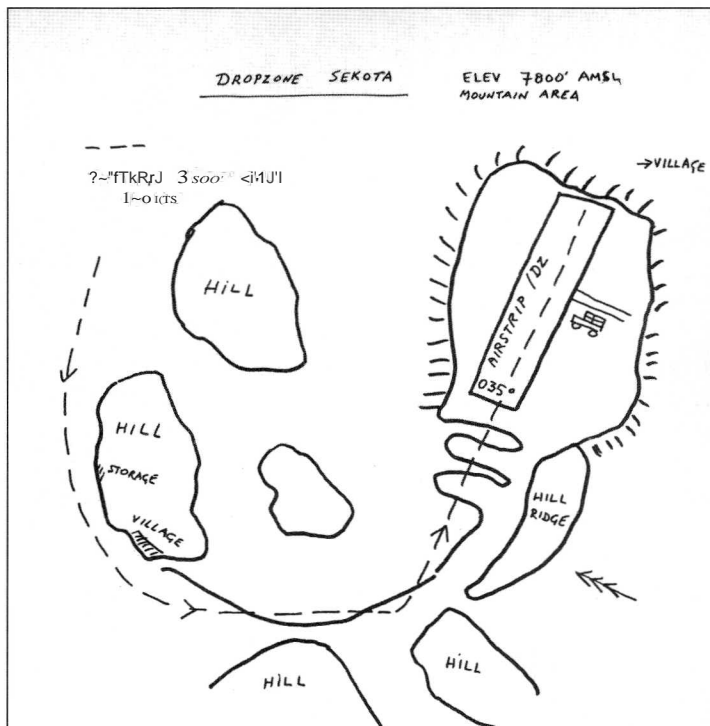 DROPZONE SEKOTA
ELEV 7800' AMSL
MOUNTAIN AREA
→VILLAGE
3
HILL
AIRSTRIP /DZ
035°
HILL
STORAGE
VILLAGE
HILL
RIDGE
HILL
HILL